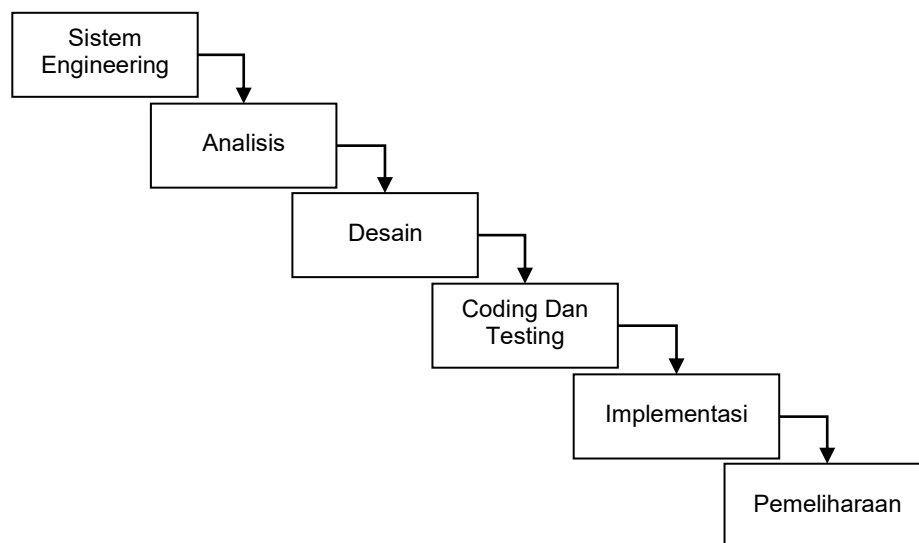 Sistem
Engineering
Analisis
Desain
Coding Dan
Testing
Implementasi
Pemeliharaan